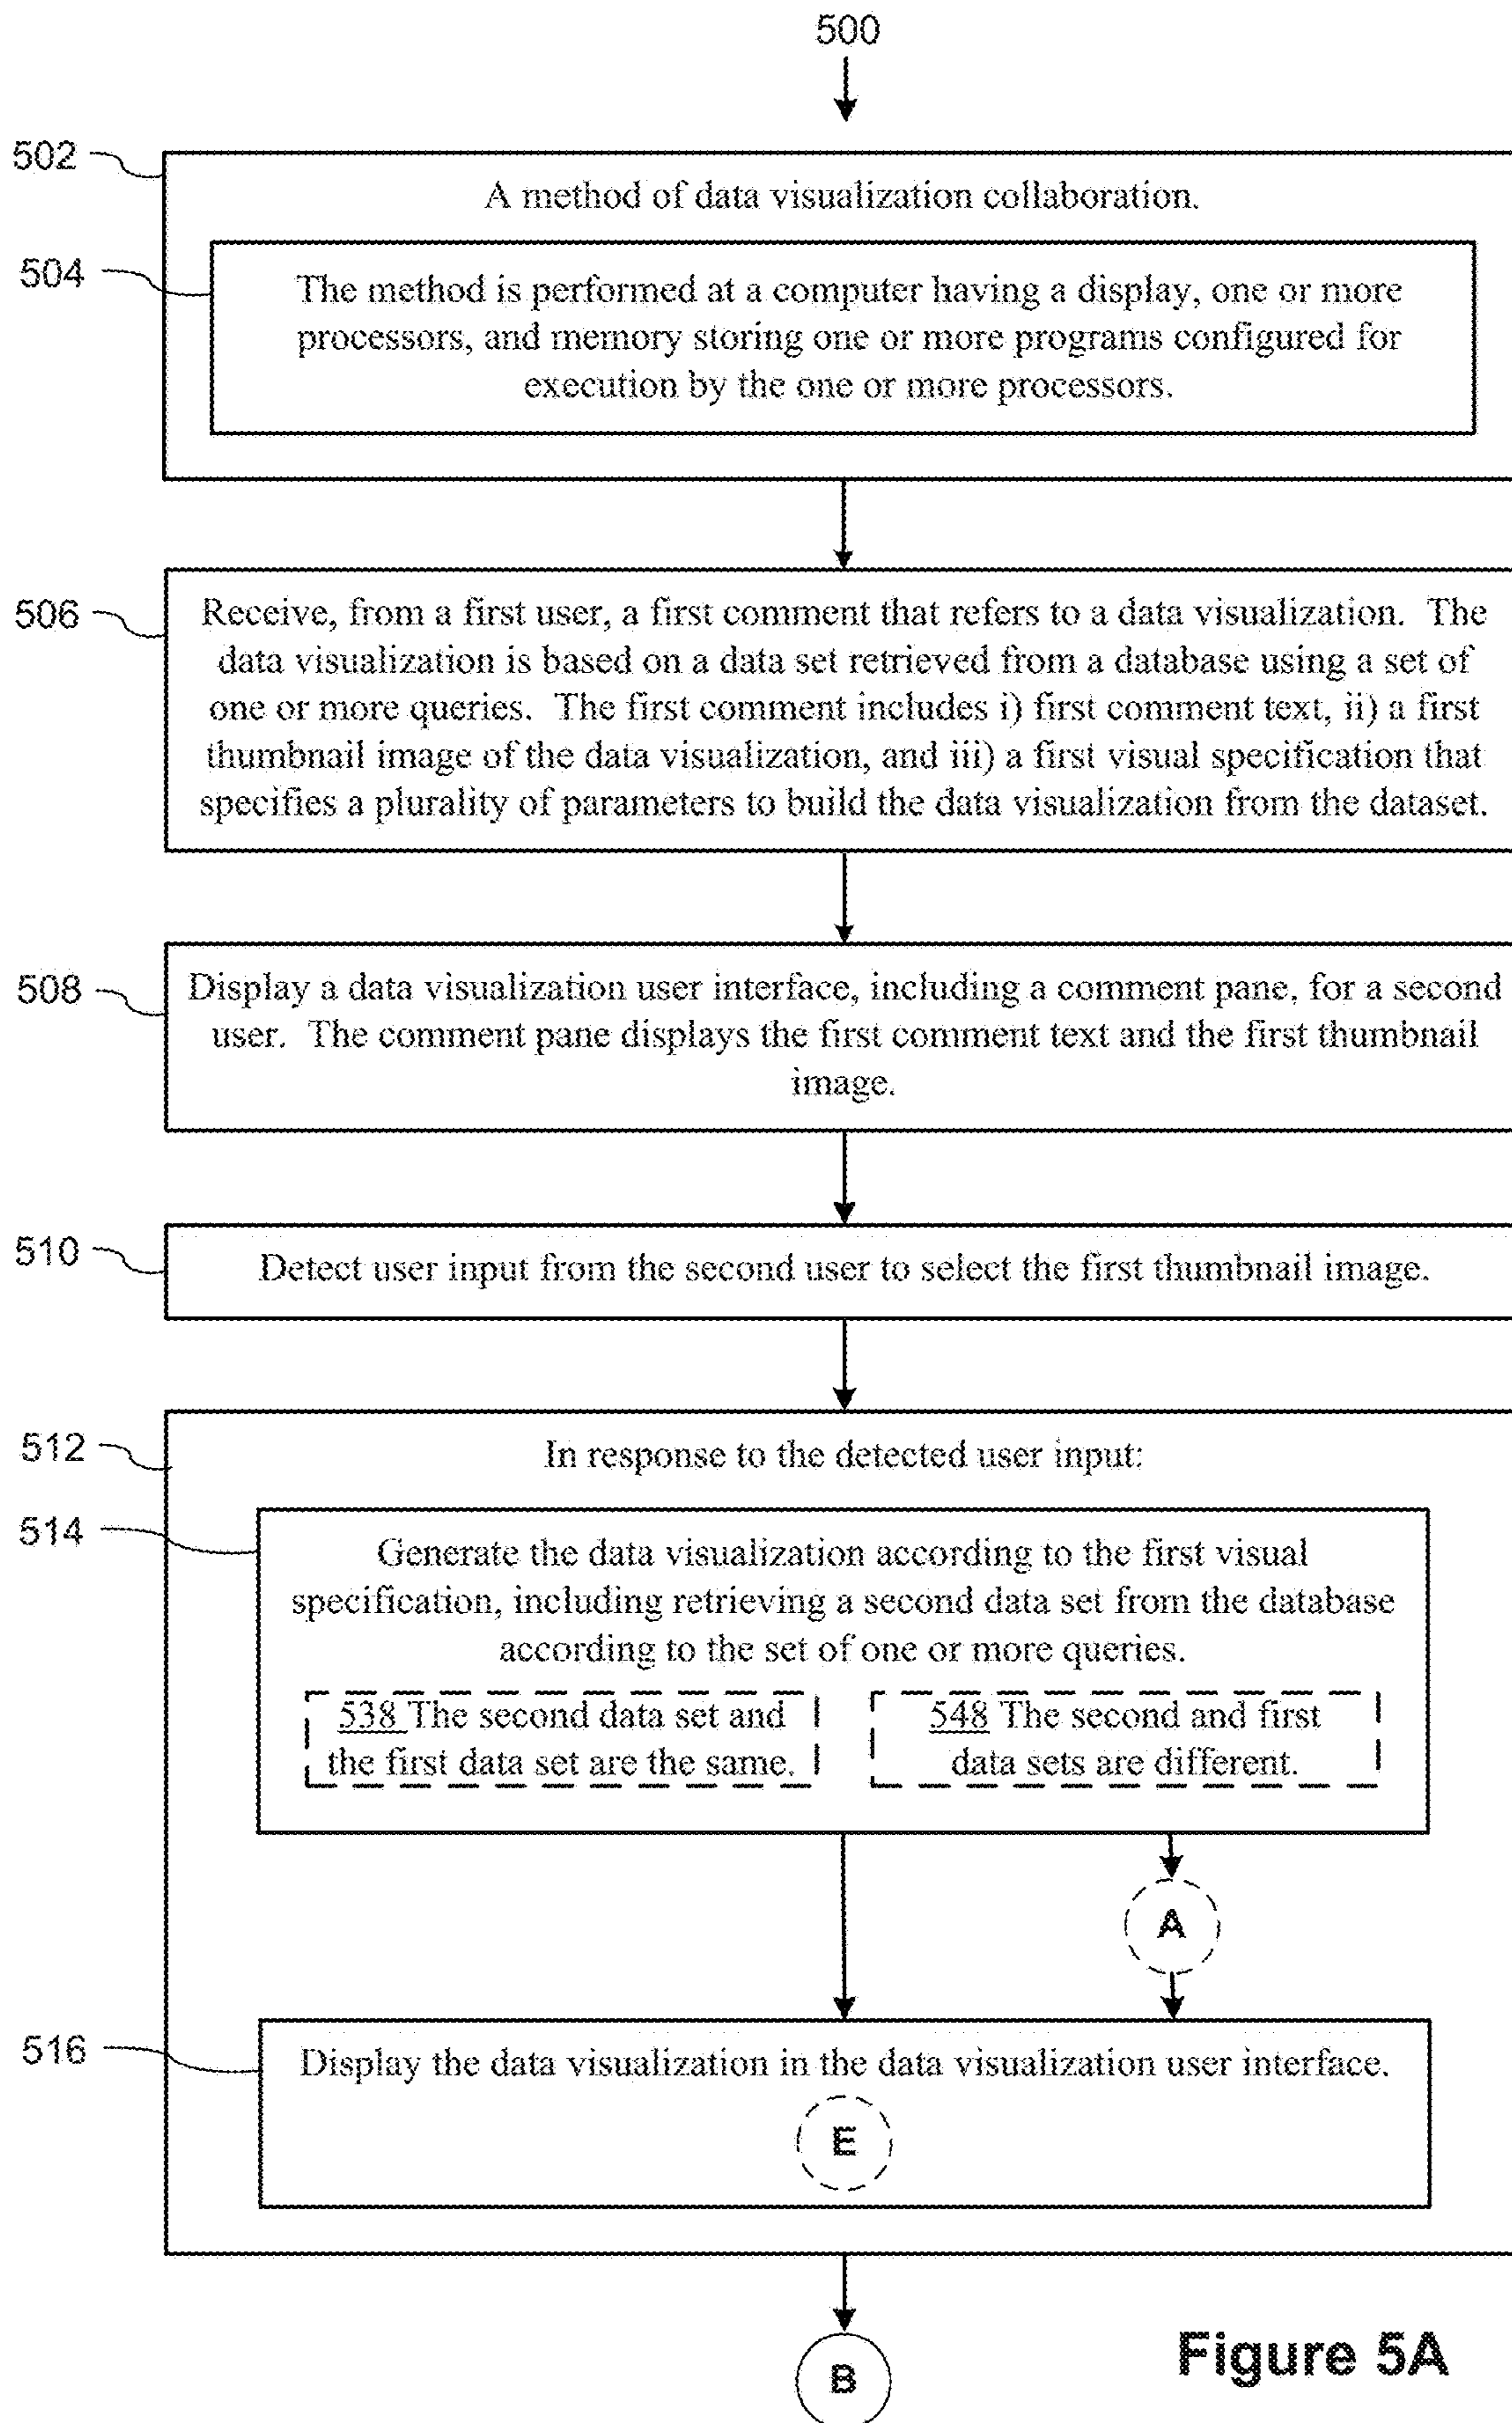 500
502
A method of data visualization collaboration.
504
The method is performed at a computer having a display, one or more
processors, and memory storing one or more programs configured for
execution by the one or more processors.
506
Receive, from a first user, a first comment that refers to a data visualization. The
data visualization is based on a data set retrieved from a database using a set of
one or more queries. The first comment includes i) first comment text, ii) a first
thumbnail image of the data visualization, and iii) a first visual specification that
specifies a plurality of parameters to build the data visualization from the dataset.
508
Display a data visualization user interface, including a comment pane, for a second
user. The comment pane displays the first comment text and the first thumbnail
image.
510
Detect user input from the second user to select the first thumbnail image.
512
In response to the detected user input:
514
Generate the data visualization according to the first visual
specification, including retrieving a second data set from the database
according to the set of one or more queries.
538 The second data set and
the first data set are the same.
548 The second and first
data sets are different.
A
516
Display the data visualization in the data visualization user interface.
E
B
Figure 5A